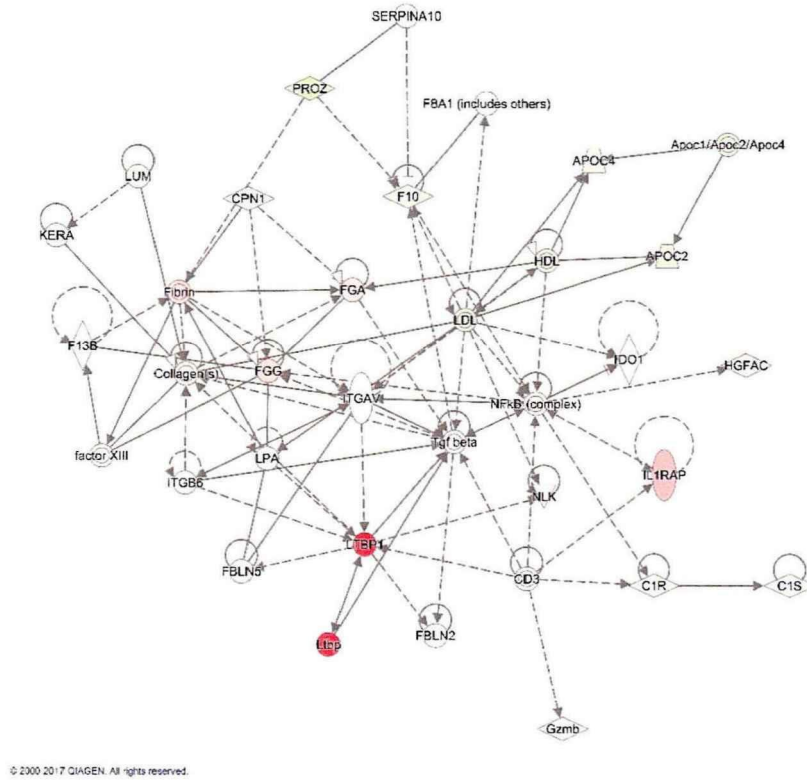 SERPINA10
PROZ
F8A1 (includes others)
Apoc1/Apoc2/Apoc4
APOC4
LUM
CPN1
F10
KERA
HDL
APOC2
Fibrin
FGA
LDL
F13B
Collagen(s)
FGG
IDO1
HGFAC
ITGAV
NFkB (complex)
factor XIII
LPA
Tgf beta
ITGB6
IL1RAP
NLK
LTBP1
FBLN5
CD3
C1R
C1S
Ltbp
FBLN2
Gzmb
© 2000 2017 QIAGEN. All rights reserved.